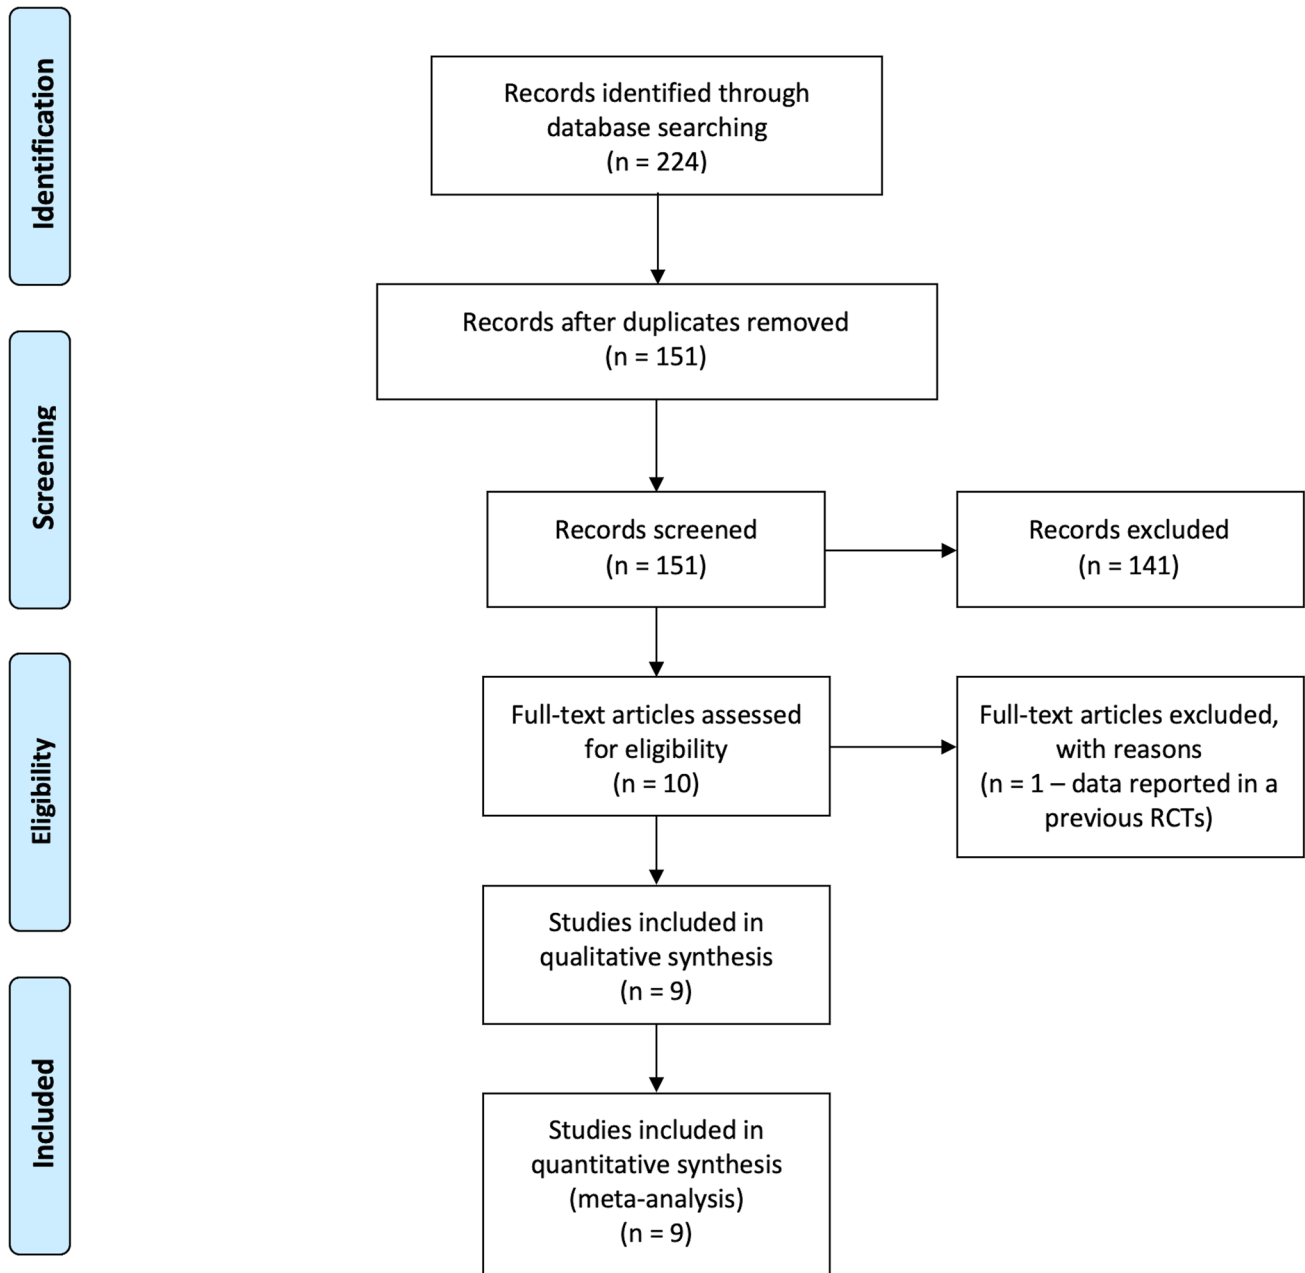 Identification
Records identified through
database searching
(n = 224)
Records after duplicates removed
(n = 151)
Screening
Records screened
(n = 151)
Records excluded
(n = 141)
Eligibility
Full-text articles assessed
for eligibility
(n = 10)
Full-text articles excluded,
with reasons
(n = 1 – data reported in a
previous RCTs)
Studies included in
qualitative synthesis
(n = 9)
Included
Studies included in
quantitative synthesis
(meta-analysis)
(n = 9)